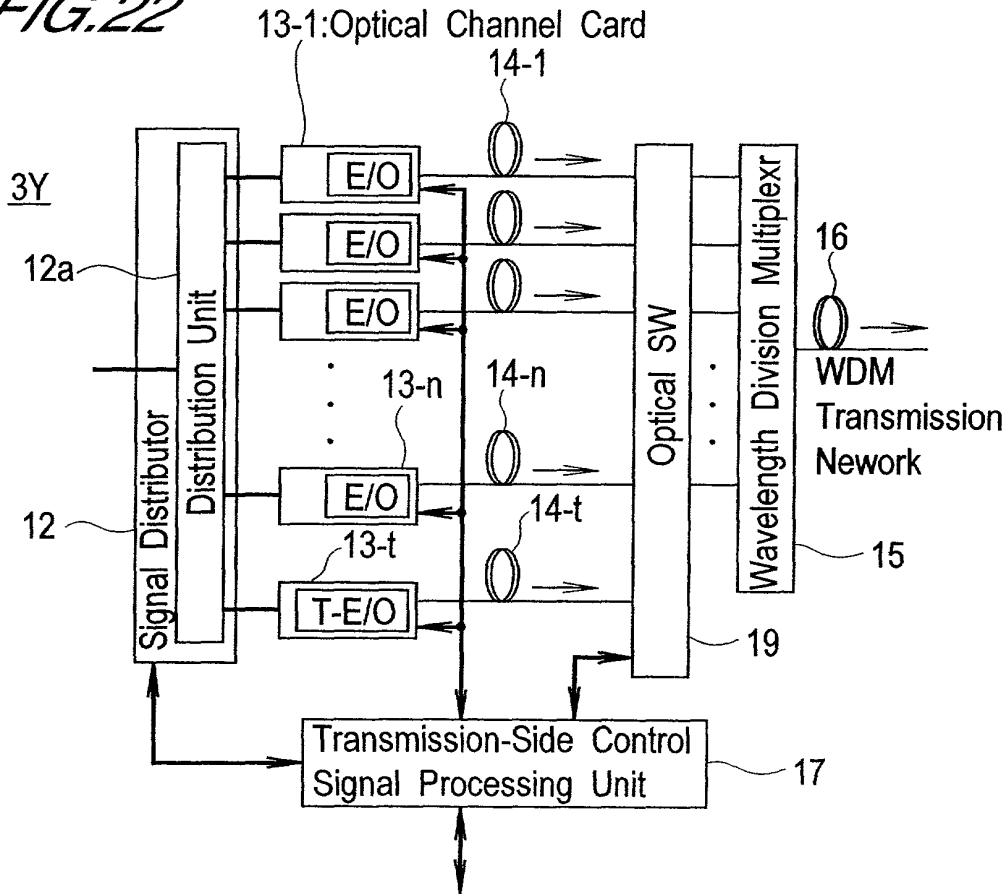 FIG.22
13-1:Optical Channel Card
14-1
3Y
E/O
E/O
E/O
12a
16
Signal Distributor
Distribution Unit
Optical SW
Wavelength Division Multiplexr
WDM
Transmission
Nework
13-n
14-n
E/O
12
13-t
14-t
T-E/O
15
19
Transmission-Side Control
Signal Processing Unit
17